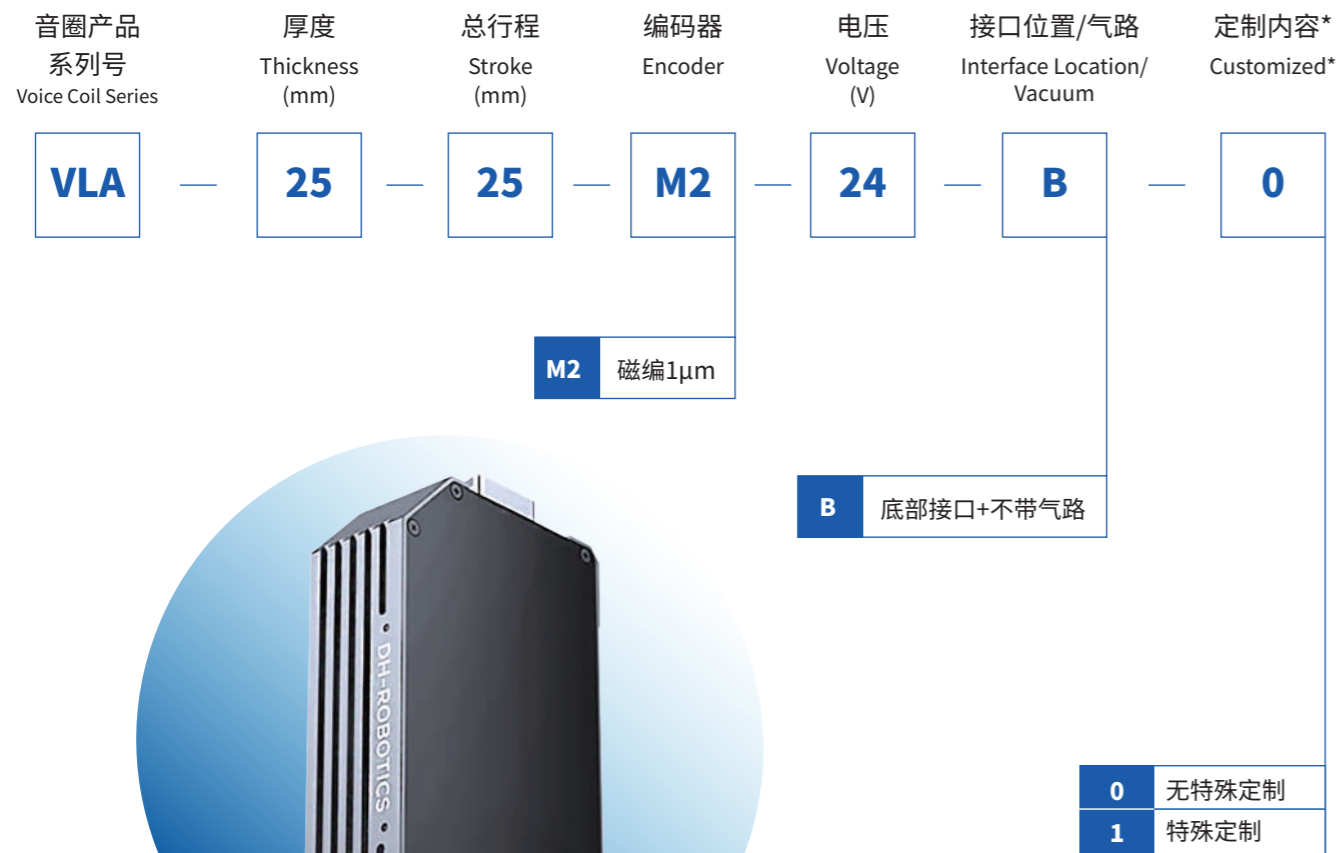 音圈产品
系列号
Voice Coil Series
厚度
Thickness
(mm)
总行程
Stroke
(mm)
编码器
Encoder
电压
Voltage
(V)
接口位置/气路
Interface Location/
Vacuum
定制内容*
Customized*
VLA — 25 — 25 — M2 — 24 — B — 0
M2 磁编1μm
B 底部接口+不带气路
DH-ROBOTICS
0 无特殊定制
1 特殊定制